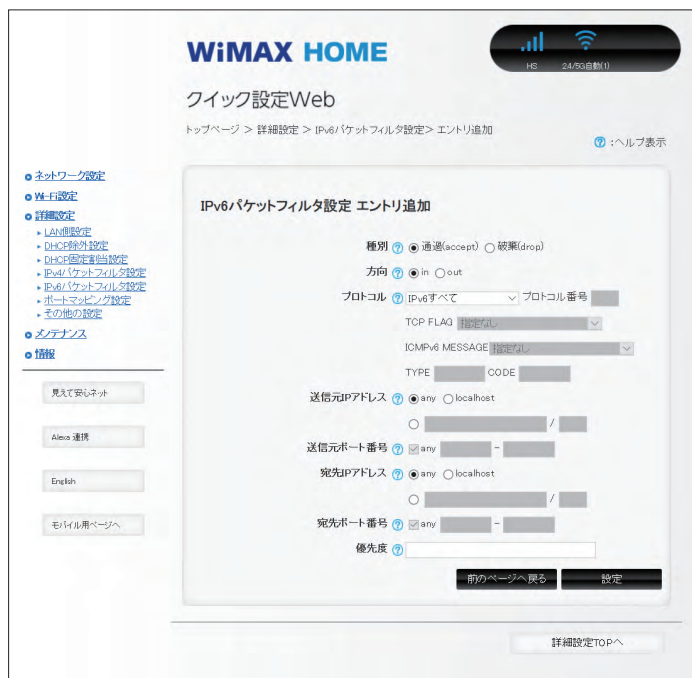 WiMAX HOME
HS 2.4/5G自動(1)
クイック設定Web
トップページ > 詳細設定 > IPv6パケットフィルタ設定> エントリ追加
? :ヘルプ表示
ネットワーク設定
Wi-Fi設定
詳細設定
LAN側設定
DHCP除外設定
DHCP固定割当設定
IPv4パケットフィルタ設定
IPv6パケットフィルタ設定
ポートマッピング設定
その他の設定
メンテナンス
情報
見えて安心ネット
Alexa 連携
English
モバイル用ページへ
IPv6パケットフィルタ設定 エントリ追加
種別 ? 通過(accept) 破棄(drop)
方向 ? in out
プロトコル ? IPv6すべて プロトコル番号
TCP FLAG 指定なし
ICMPv6 MESSAGE 指定なし
TYPE CODE
送信元IPアドレス ? any localhost
/
送信元ポート番号 ? any -
宛先IPアドレス ? any localhost
/
宛先ポート番号 ? any -
優先度 ?
前のページへ戻る 設定
詳細設定TOPへ